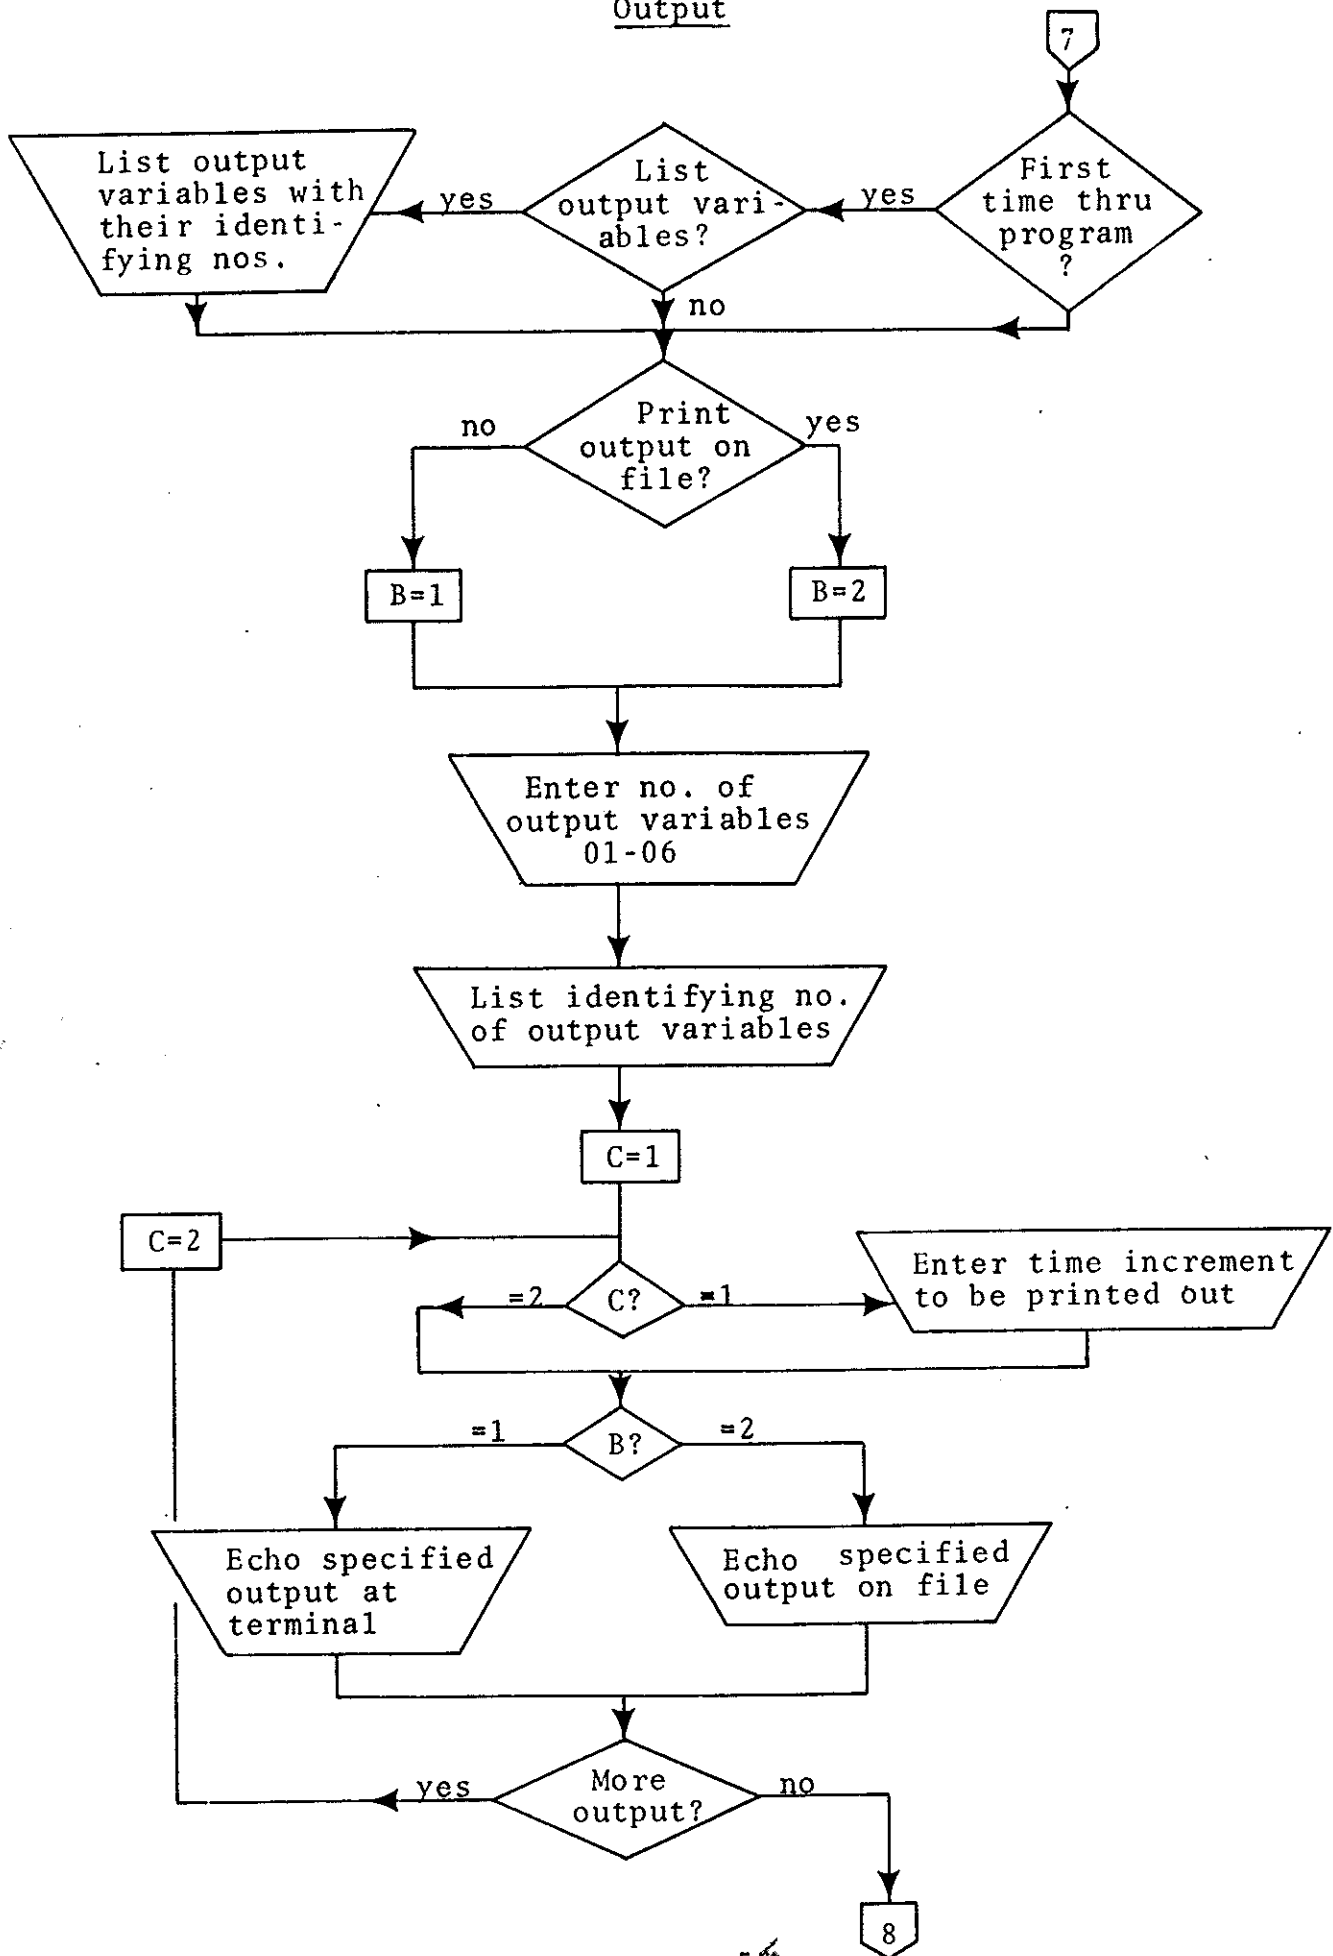 Output
7
First
time thru
program
?
yes
List
output vari-
ables?
yes
List output
variables with
their identi-
fying nos.
no
Print
output on
file?
no
yes
B=1
B=2
Enter no. of
output variables
01-06
List identifying no.
of output variables
C=1
C=2
C?
=2
=1
Enter time increment
to be printed out
B?
=1
=2
Echo specified
output at
terminal
Echo specified
output on file
More
output?
yes
no
8